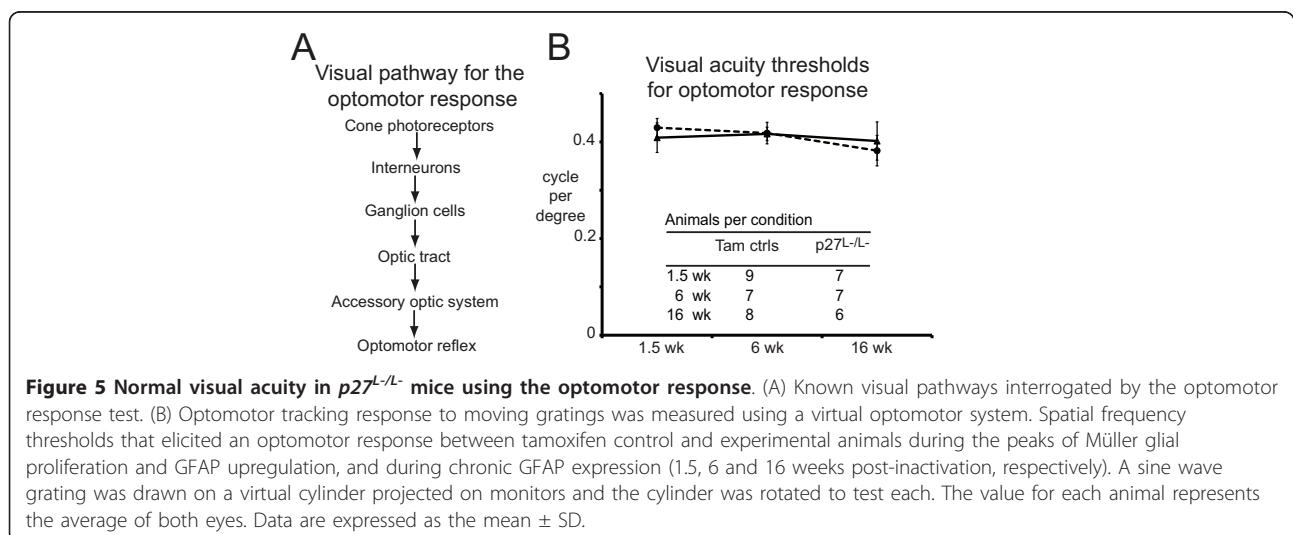 A
Visual pathway for the
optomotor response
Cone photoreceptors
Interneurons
Ganglion cells
Optic tract
Accessory optic system
Optomotor reflex
B
Visual acuity thresholds
for optomotor response
0.4
cycle
per
degree
0.2
0
Animals per condition
Tam ctrls p27L-/L-
1.5 wk 9 7
6 wk 7 7
16 wk 8 6
1.5 wk 6 wk 16 wk
Figure 5 Normal visual acuity in p27L-/L- mice using the optomotor response. (A) Known visual pathways interrogated by the optomotor
response test. (B) Optomotor tracking response to moving gratings was measured using a virtual optomotor system. Spatial frequency
thresholds that elicited an optomotor response between tamoxifen control and experimental animals during the peaks of Müller glial
proliferation and GFAP upregulation, and during chronic GFAP expression (1.5, 6 and 16 weeks post-inactivation, respectively). A sine wave
grating was drawn on a virtual cylinder projected on monitors and the cylinder was rotated to test each. The value for each animal represents
the average of both eyes. Data are expressed as the mean ± SD.